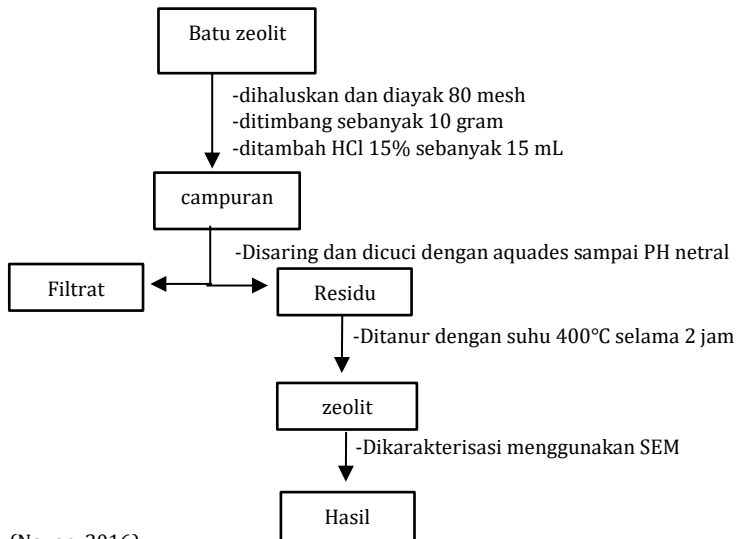 Batu zeolit
-dihaluskan dan diayak 80 mesh
-ditimbang sebanyak 10 gram
-ditambah HCl 15% sebanyak 15 mL
campuran
-Disaring dan dicuci dengan aquades sampai PH netral
Filtrat
Residu
-Ditanur dengan suhu 400°C selama 2 jam
zeolit
-Dikarakterisasi menggunakan SEM
Hasil
2016}